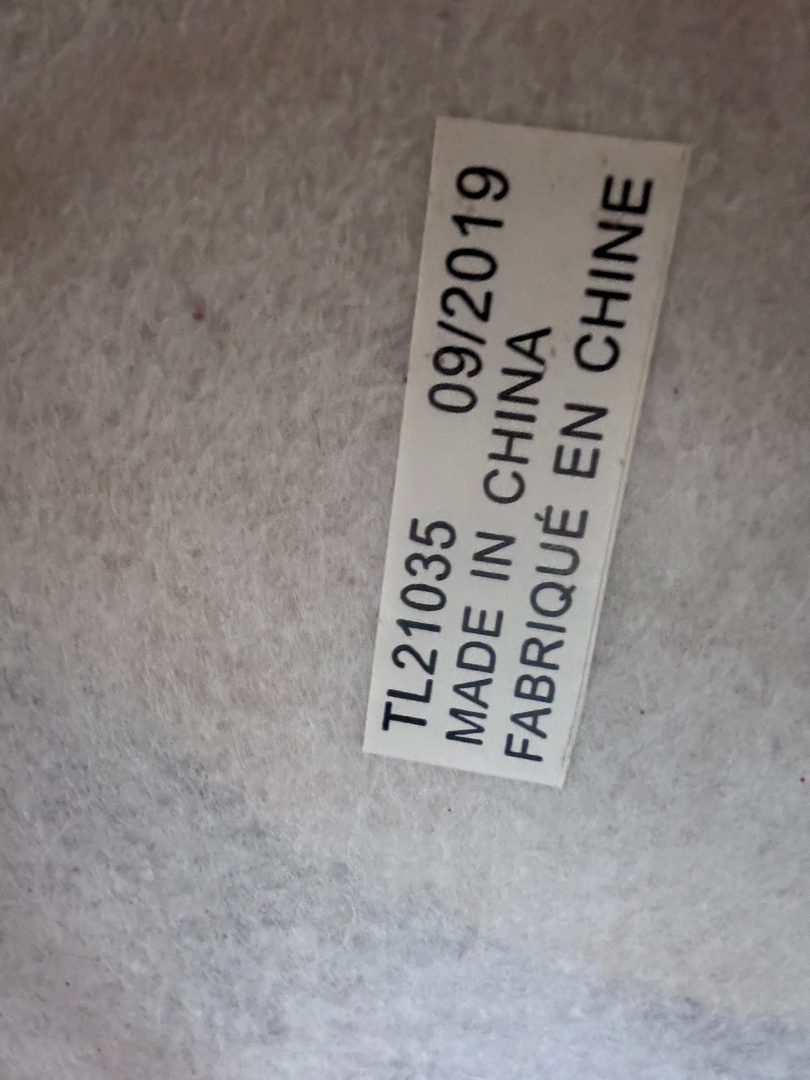 TL21035 09/2019
MADE IN CHINA
FABRIQUÉ EN CHINE